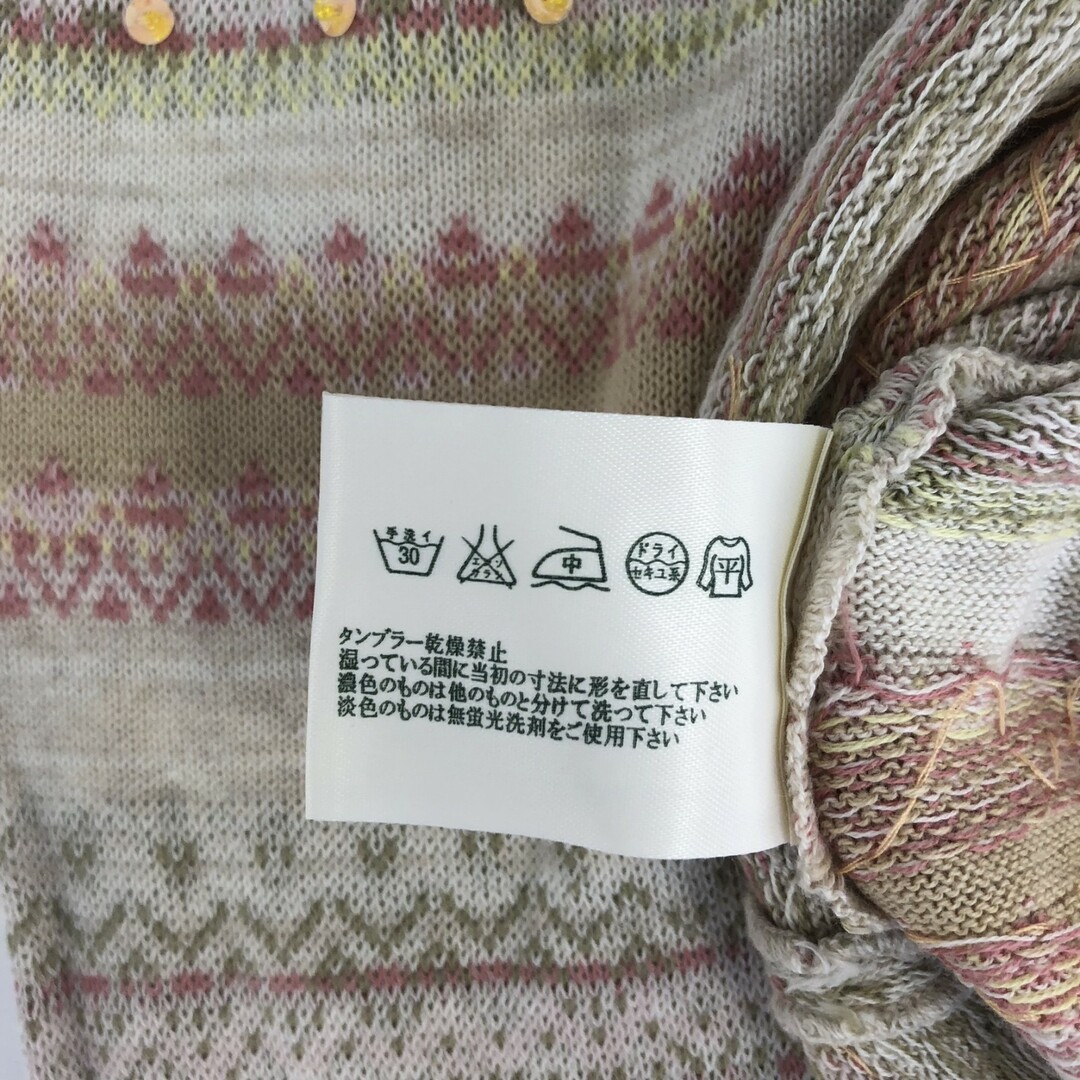 手洗イ
30
エンソ
サラシ
中
ドライ
セキユ系
平
タンブラー乾燥禁止
湿っている間に当初の寸法に形を直して下さい
濃色のものは他のものと分けて洗って下さい
淡色のものは無蛍光洗剤をご使用下さい